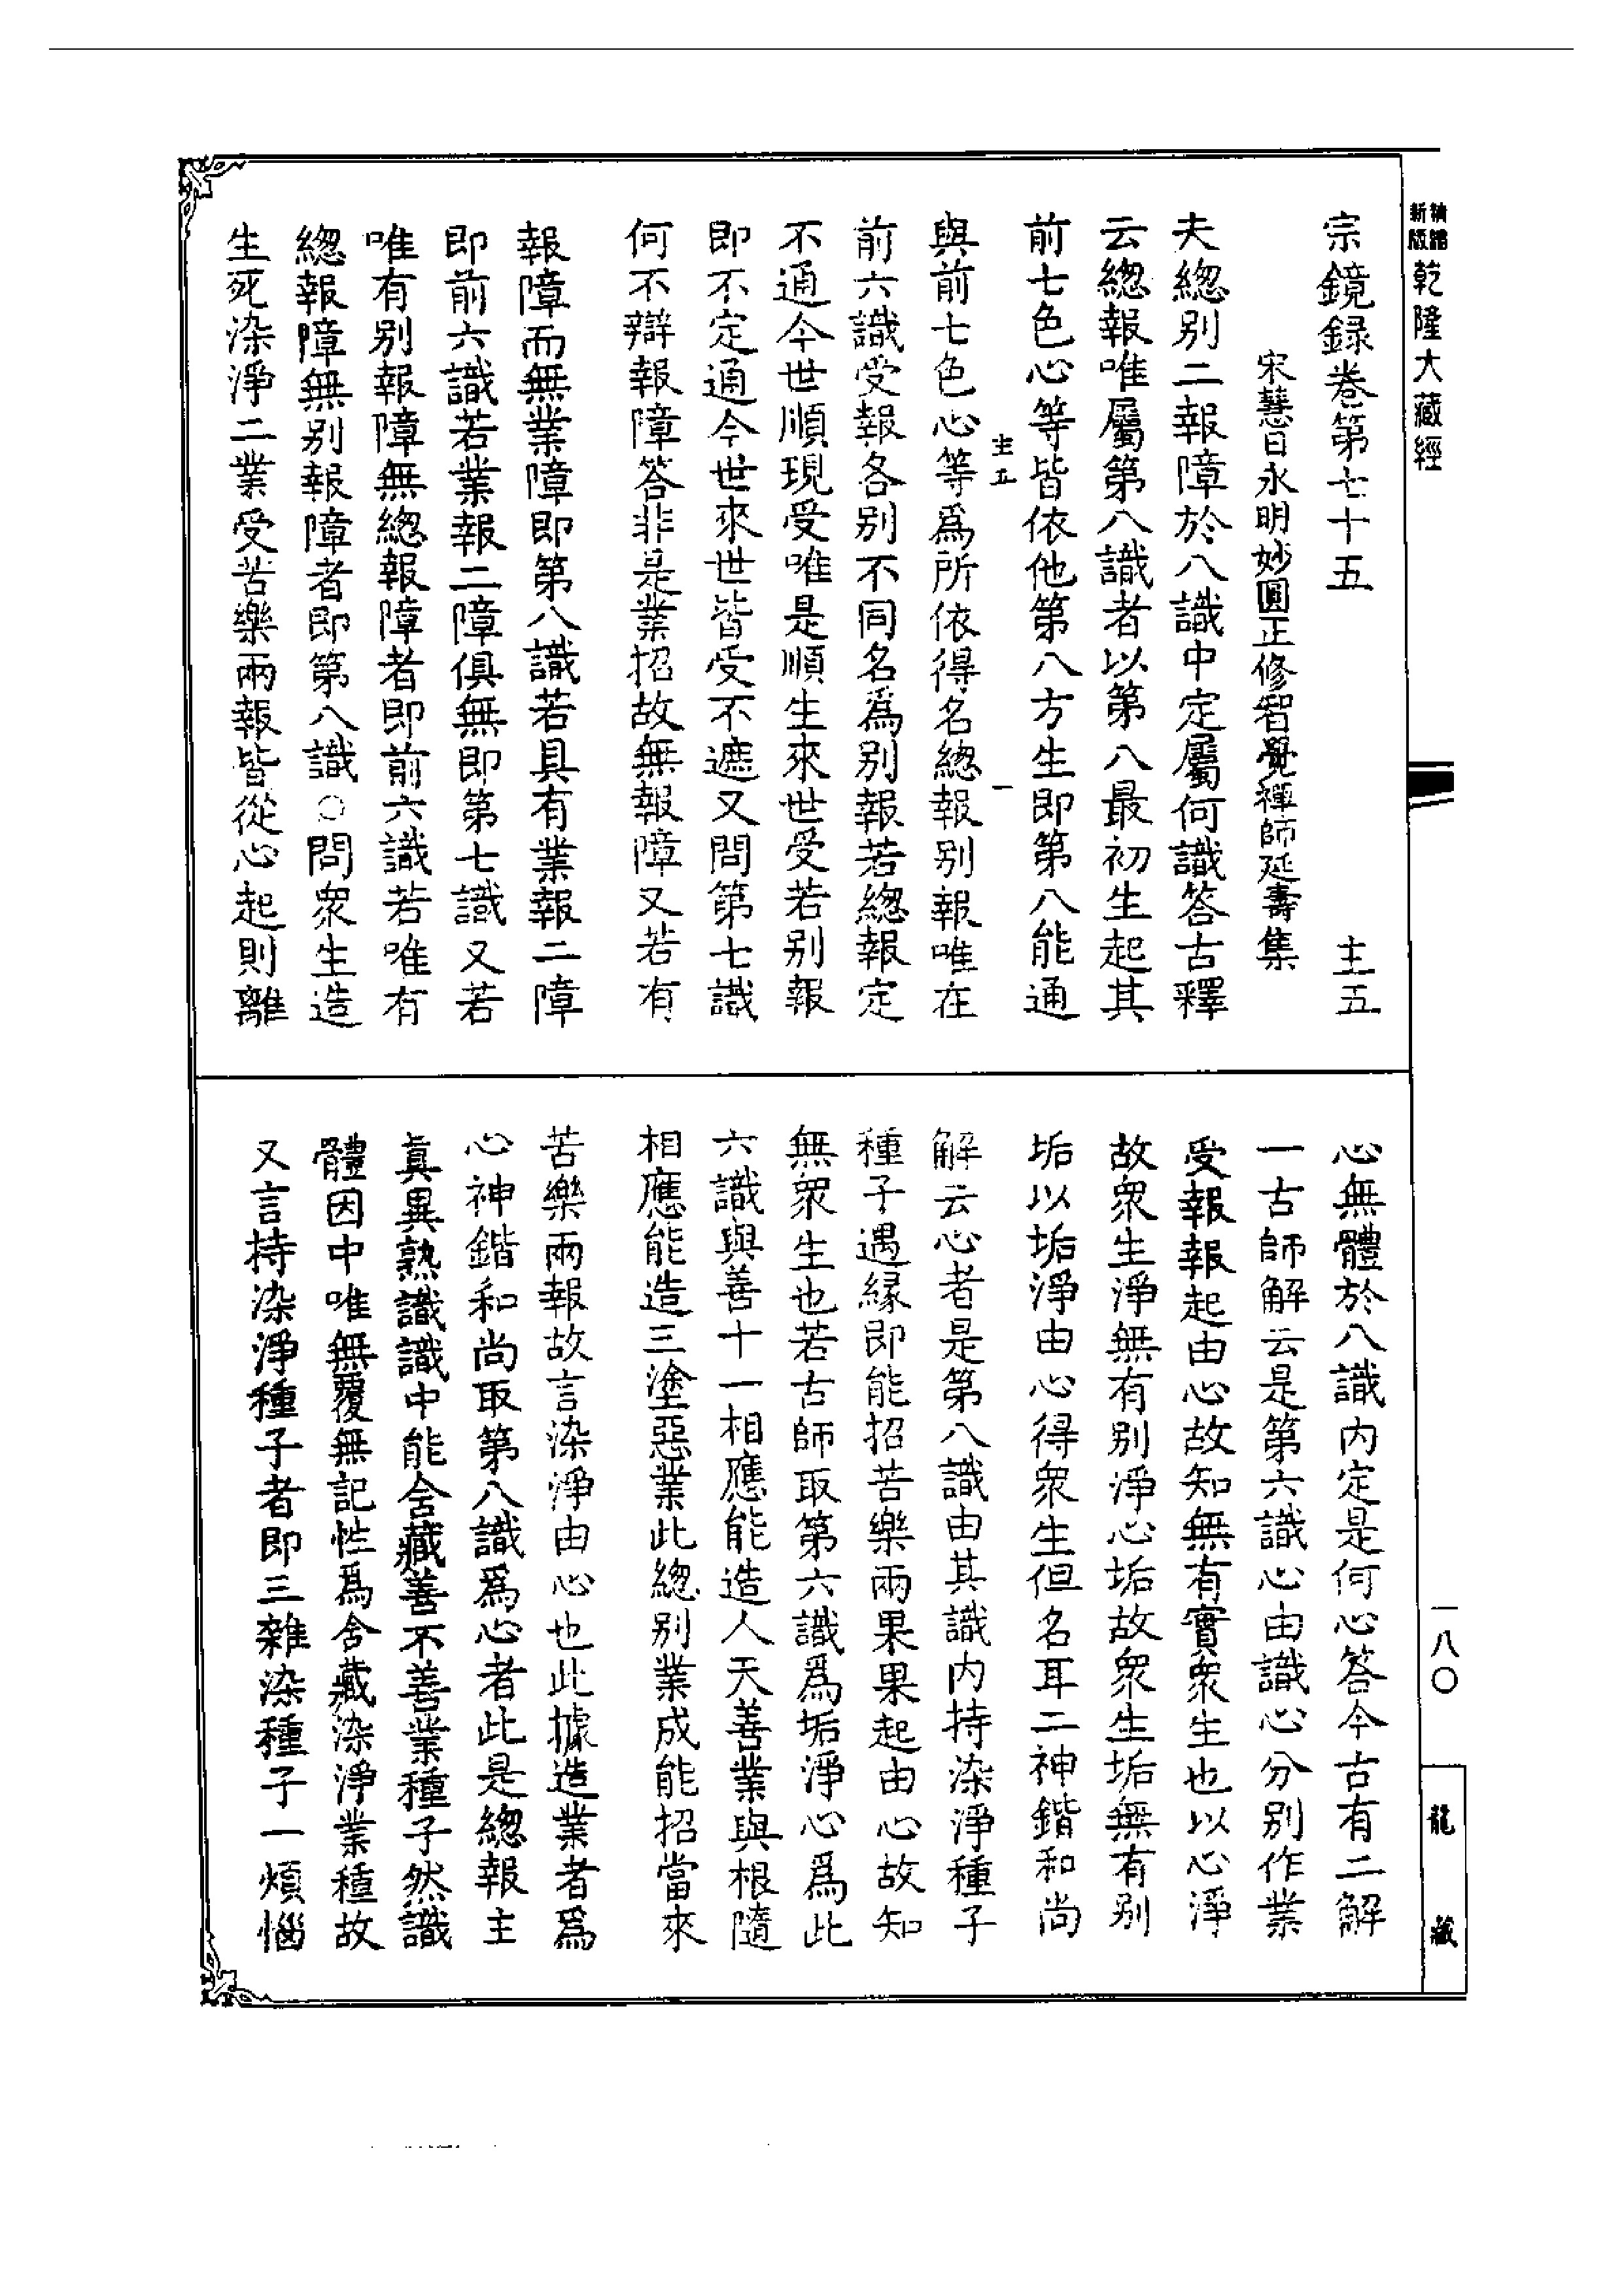 新版精縮乾隆大藏經
宗鏡録卷第七十五 主五
宋慧日永明妙圓正修智覺禪師延壽集
夫總别二報障於八識中定屬何識答古釋
云總報唯屬第八識者以第八最初生起其
前七色心等皆依他第八方生即第八能通
主五 一
與前七色心等爲所依得名總報别報唯在
前六識受報各别不同名爲别報若總報定
不通今世順現受唯是順生來世受若别報
即不定通今世來世皆受不遮又問第七識
何不辯報障答非是業招故無報障又若有
報障而無業障即第八識若具有業報二障
即前六識若業報二障俱無即第七識又若
唯有别報障無總報障者即前六識若唯有
總報障無别報障者即第八識○問衆生造
生死染淨二業受苦樂兩報皆從心起則離
心無體於八識内定是何心答今古有二解
一古師解云是第六識心由識心分别作業
受報報起由心故知無有實衆生也以心淨
故衆生淨無有别淨心垢故衆生垢無有别
垢以垢淨由心得衆生但名耳二神鍇和尚
解云心者是第八識由其識内持染淨種子
種子遇縁即能招苦樂兩果果起由心故知
無衆生也若古師取第六識爲垢淨心爲此
六識與善十一相應能造人天善業與根隨
相應能造三塗惡業此總别業成能招當來
苦樂兩報故言染淨由心也此據造業者爲
心神鍇和尚取第八識爲心者此是總報主
真異熟識識中能含藏善不善業種子然識
體因中唯無覆無記性爲含藏染淨業種故
又言持染淨種子者即三雜染種子一煩惱
一八〇
龍藏